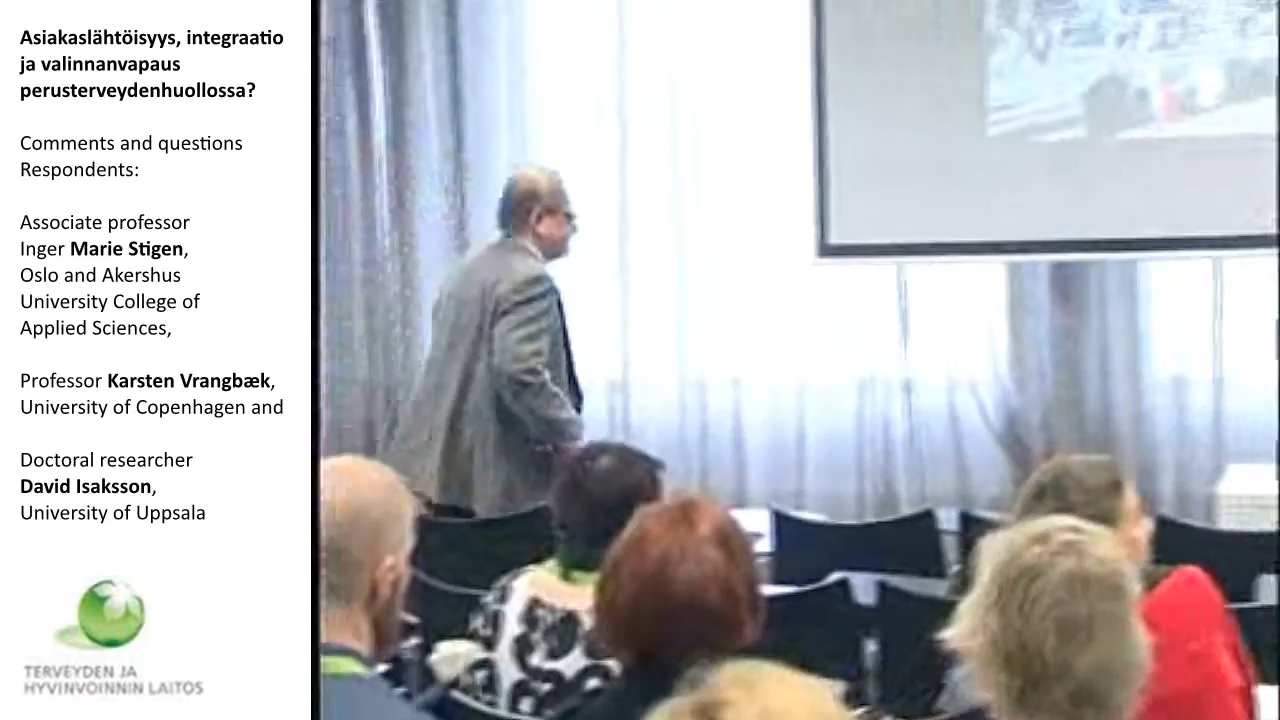 Asiakaslähtöisyys, integraatio
ja valinnanvapaus
perusterveydenhuollossa?
Comments and questions
Respondents:
Associate professor
Inger Marie Stigen,
Oslo and Akershus
University College of
Applied Sciences,
Professor Karsten Vrangbæk,
University of Copenhagen and
Doctoral researcher
David Isaksson,
University of Uppsala
TERVEYDEN JA
HYVINVOINNIN LAITOS